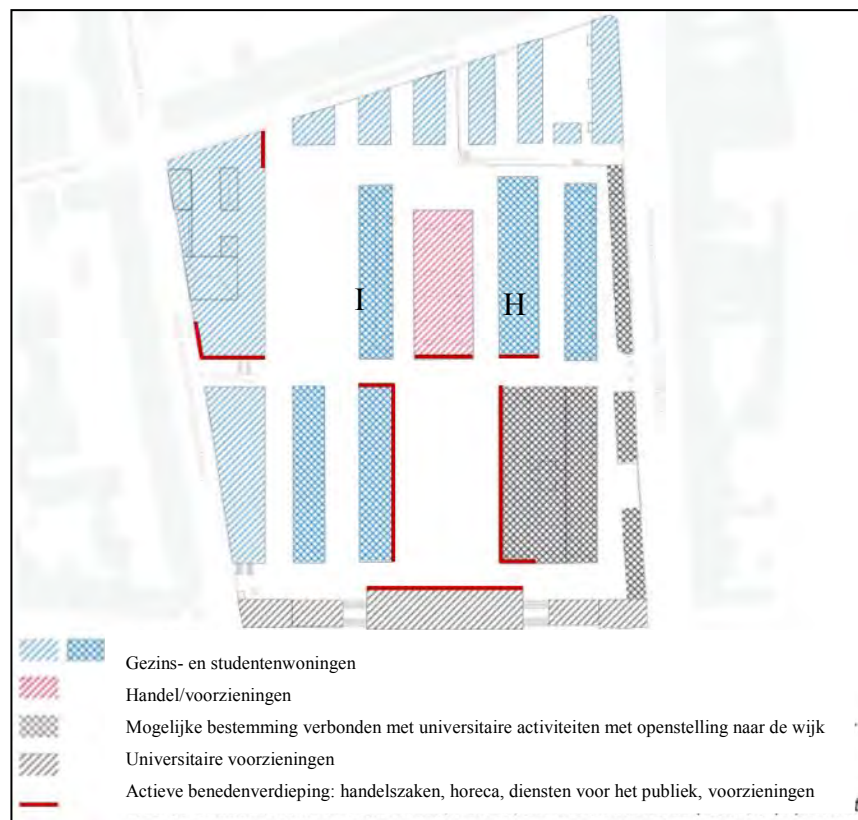 I
H
Gezins- en studentenwoningen
Handel/voorzieningen
Mogelijke bestemming verbonden met universitaire activiteiten met openstelling naar de wijk
Universitaire voorzieningen
Actieve benedenverdieping: handelszaken, horeca, diensten voor het publiek, voorzieningen